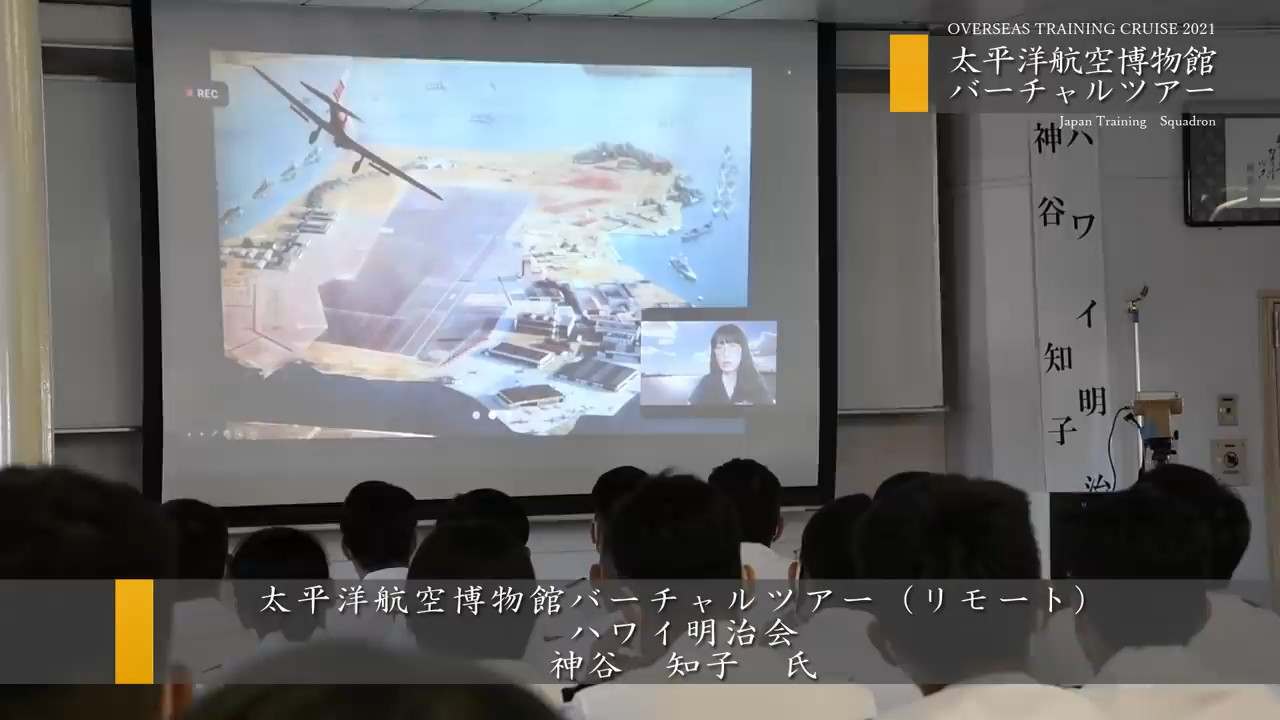 OVERSEAS TRAINING CRUISE 2021
太平洋航空博物館
バーチャルツアー
Japan Training Squadron
REC
ハワイ明治
神谷知子
太平洋航空博物館バーチャルツアー（リモート）
ハワイ明治会
神谷 知子 氏